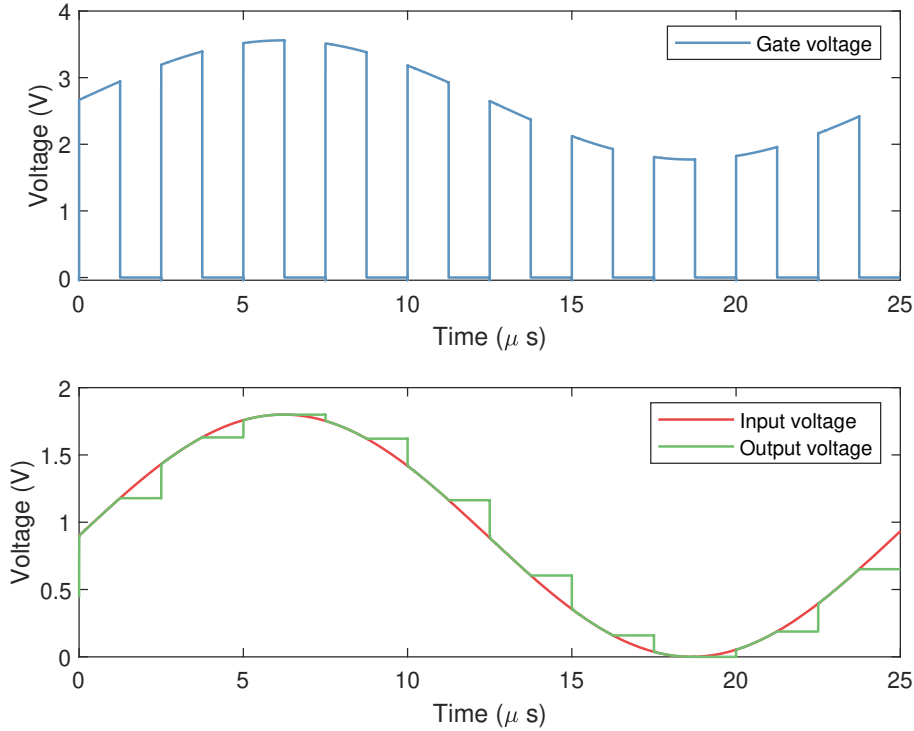 4
3
2
1
0
Voltage (V)
Gate voltage
0 5 10 15 20 25
Time (μ s)
2
1.5
1
0.5
0
Voltage (V)
Input voltage
Output voltage
0 5 10 15 20 25
Time (μ s)